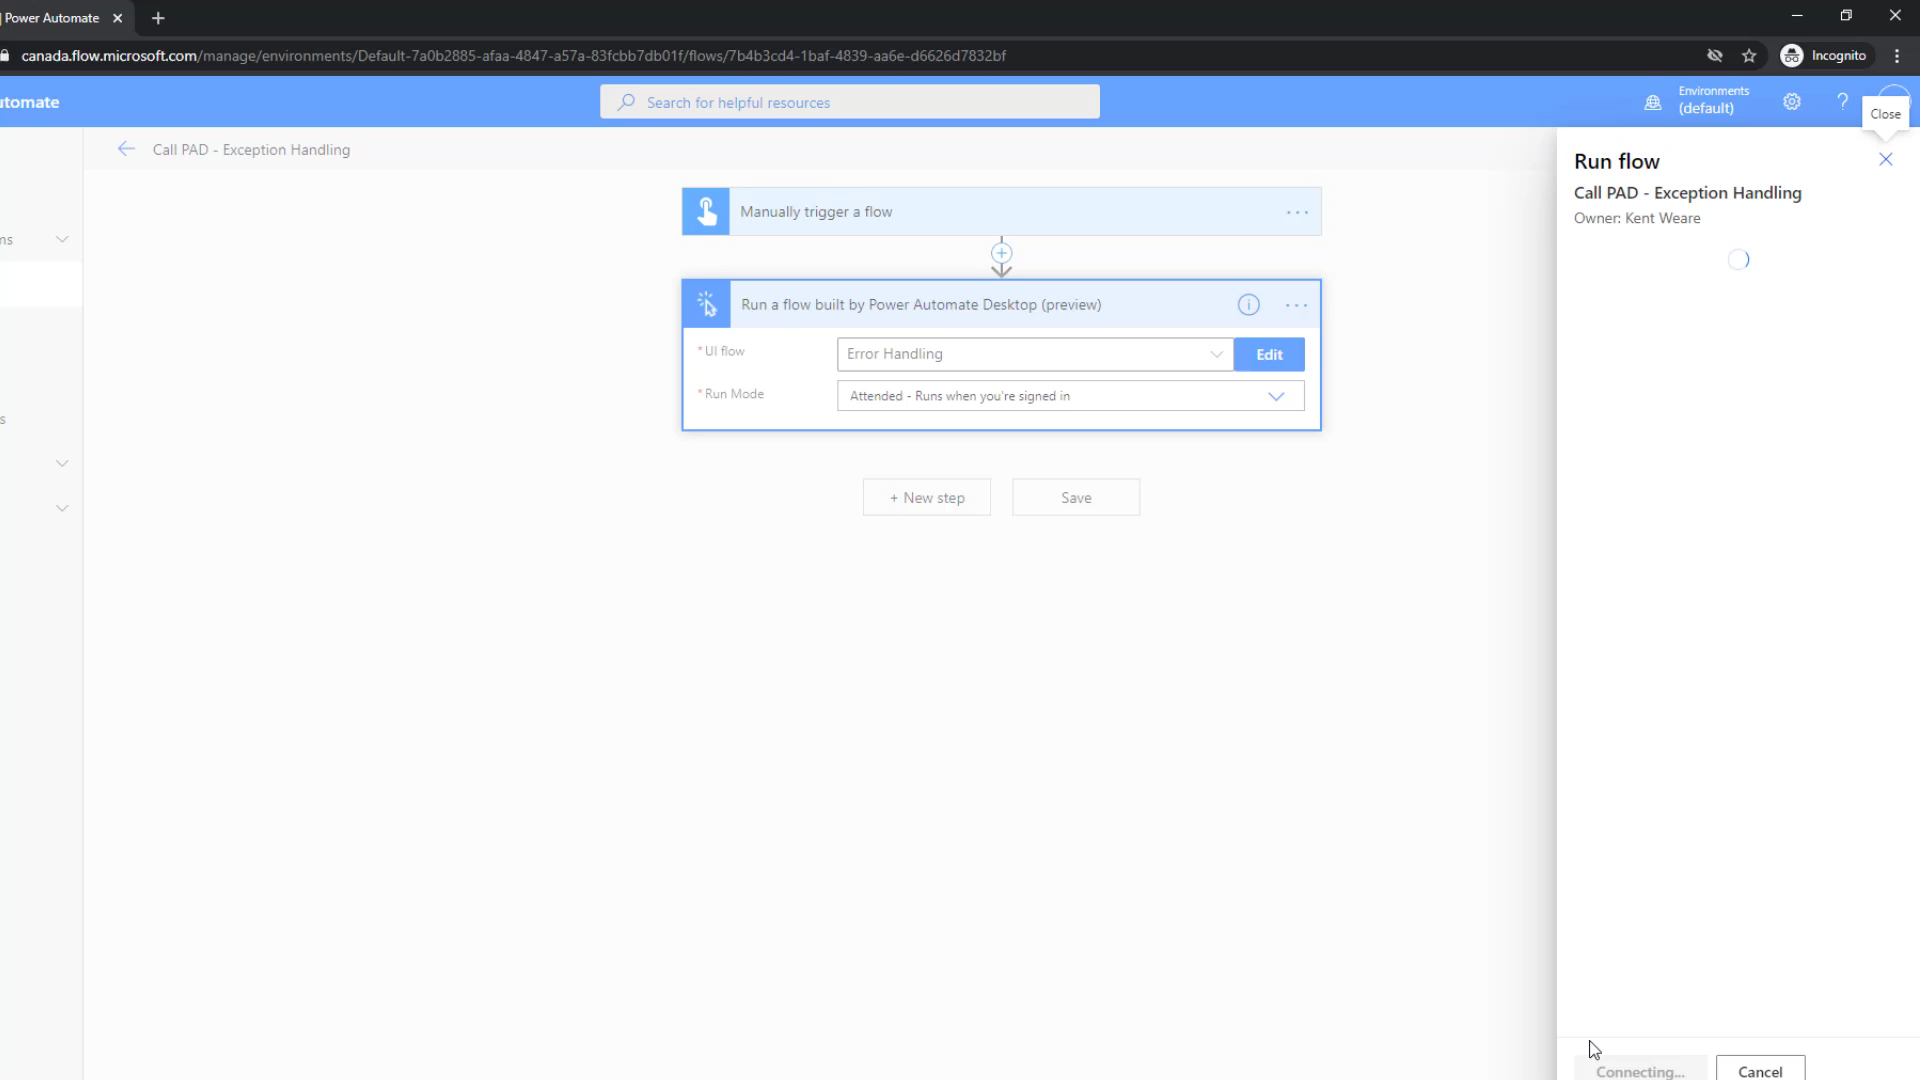 Power Automate
canada.flow.microsoft.com/manage/environments/Default-7a0b2885-afaa-4847-a57a-83fcbb7db01f/flows/7b4b3cd4-1baf-4839-aa6e-d6626d7832bf
Incognito
utomate
Search for helpful resources
Environments
(default)
?
Close
Call PAD - Exception Handling
Run flow
Call PAD - Exception Handling
Owner: Kent Weare
Manually trigger a flow
Run a flow built by Power Automate Desktop (preview)
* UI flow
Error Handling
Edit
* Run Mode
Attended - Runs when you're signed in
+ New step
Save
ms
s
Connecting...
Cancel